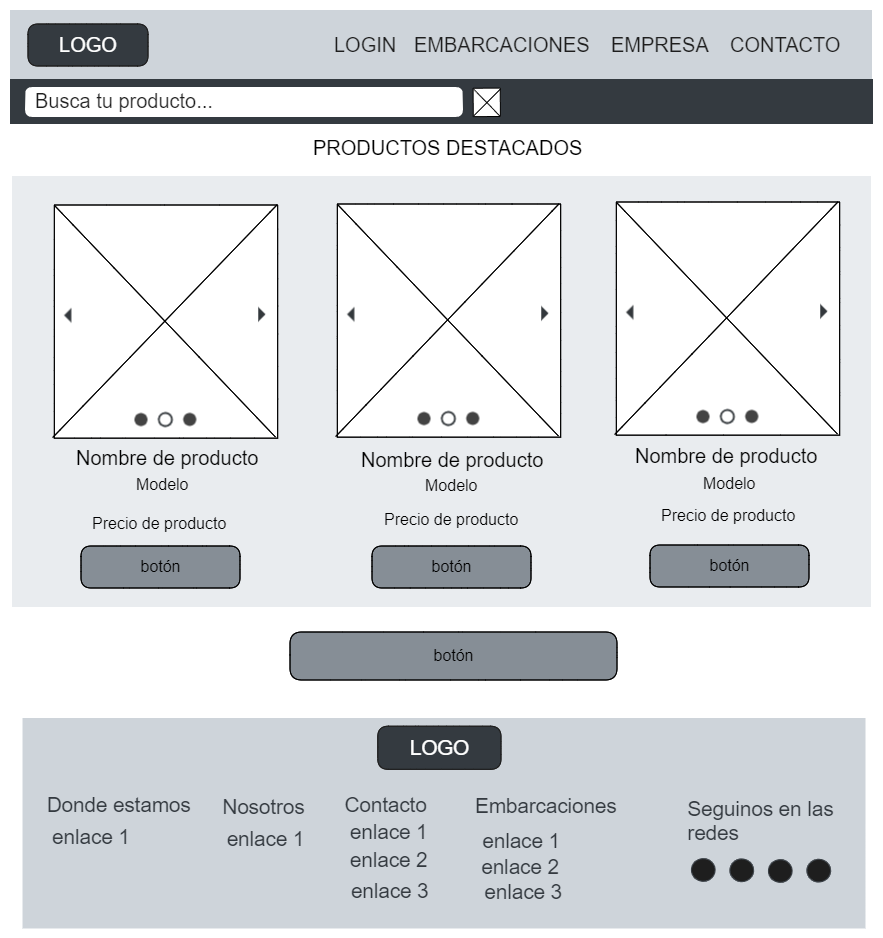 LOGO
LOGIN EMBARCACIONES EMPRESA CONTACTO
Busca tu producto...
PRODUCTOS DESTACADOS
Nombre de producto
Modelo
Precio de producto
botón
Nombre de producto
Modelo
Precio de producto
botón
Nombre de producto
Modelo
Precio de producto
botón
botón
LOGO
Donde estamos
enlace 1
Nosotros
enlace 1
Contacto
enlace 1
enlace 2
enlace 3
Embarcaciones
enlace 1
enlace 2
enlace 3
Seguinos en las
redes